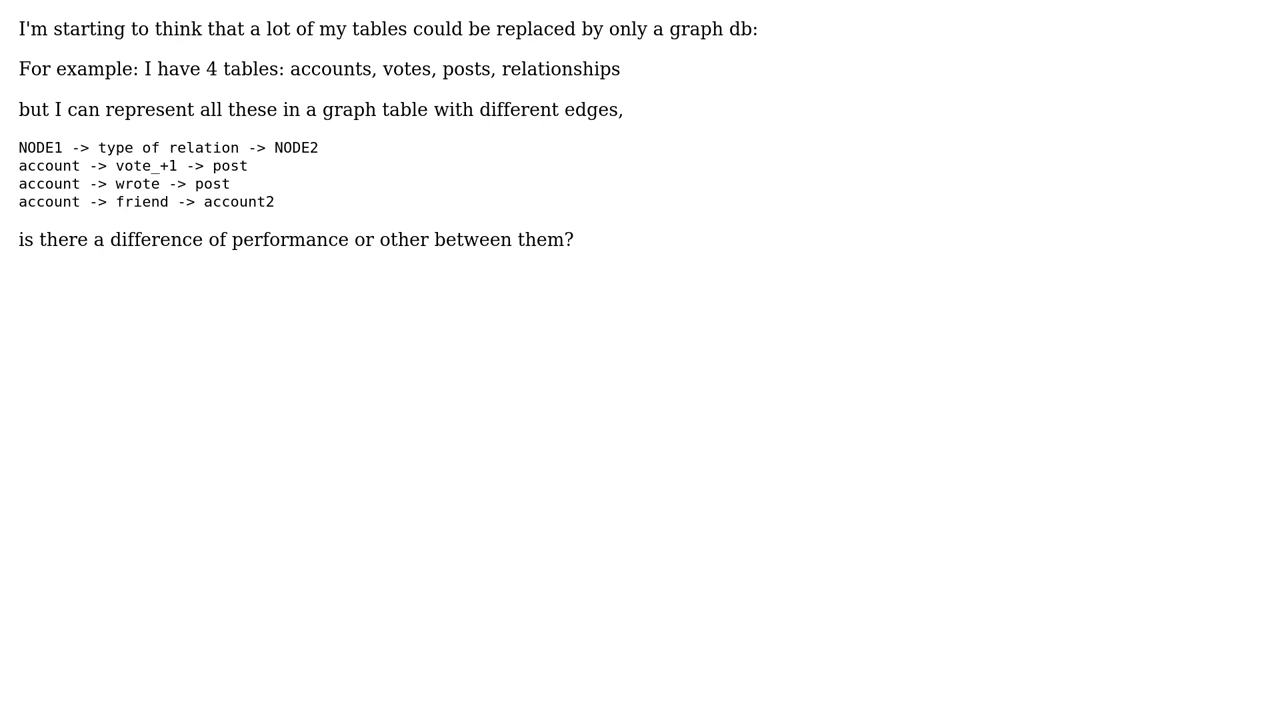 I'm starting to think that a lot of my tables could be replaced by only a graph db:
For example: I have 4 tables: accounts, votes, posts, relationships
but I can represent all these in a graph table with different edges,
NODE1 -> type of relation -> NODE2
account -> vote_+1 -> post
account -> wrote -> post
account -> friend -> account2
is there a difference of performance or other between them?